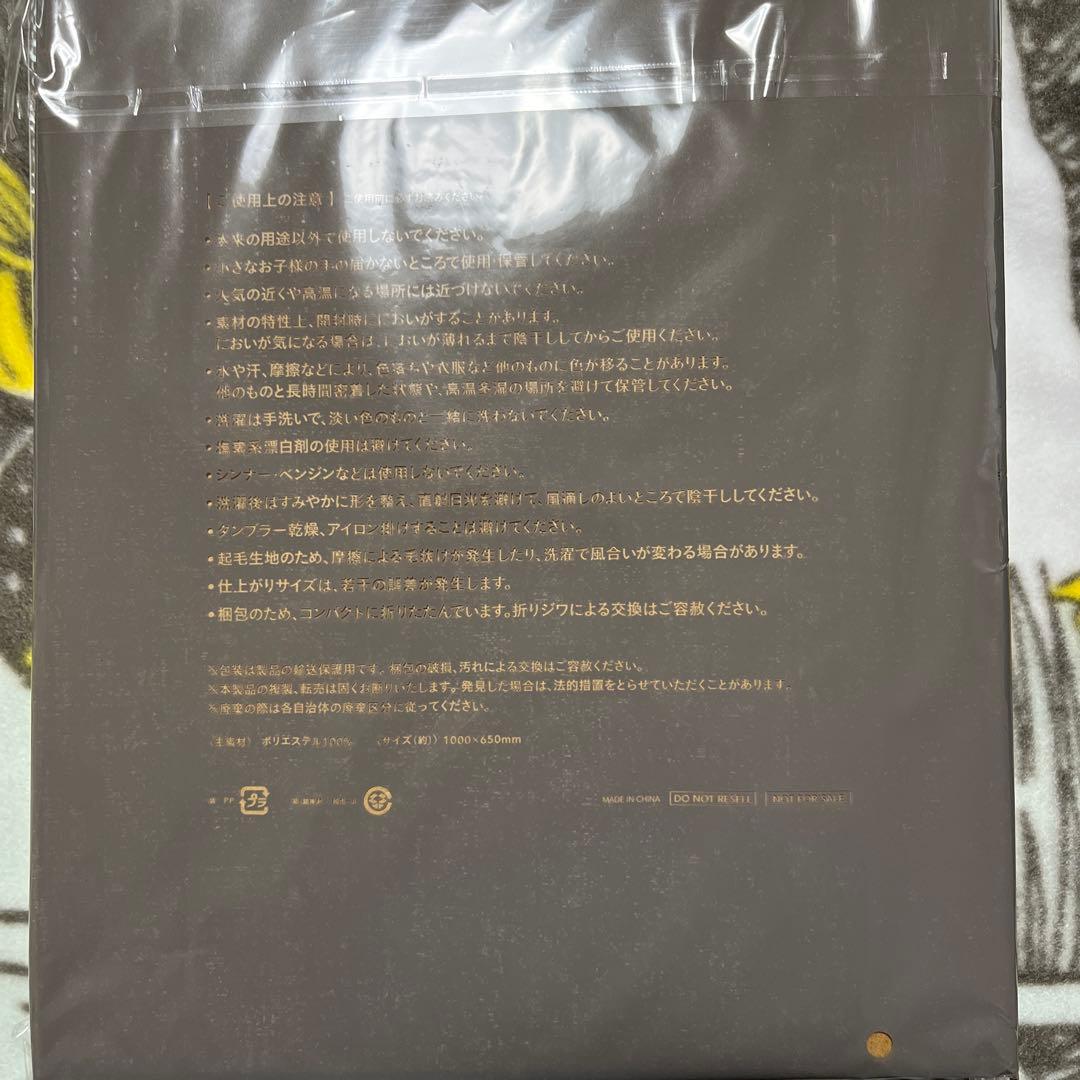 【ご使用上の注意】 ご使用前に必ずお読みください。
• 本来の用途以外で使用しないでください。
• 小さなお子様の手の届かないところで使用・保管してください。
• 火気の近くや高温になる場所には近づけないでください。
• 素材の特性上、開封時ににおいがすることがあります。
においが気になる場合は、においが薄れるまで陰干ししてからご使用ください。
• 水や汗、摩擦などにより、色落ちや衣服など他のものに色が移ることがあります。
他のものと長時間密着した状態や、高温多湿の場所を避けて保管してください。
• 洗濯は手洗いで、淡い色のものと一緒に洗わないでください。
• 塩素系漂白剤の使用は避けてください。
• シンナー・ベンジンなどは使用しないでください。
• 洗濯後はすみやかに形を整え、直射日光を避けて、風通しのよいところで陰干ししてください。
• タンブラー乾燥、アイロン掛けすることは避けてください。
• 起毛生地のため、摩擦による毛抜けが発生したり、洗濯で風合いが変わる場合があります。
• 仕上がりサイズは、若干の誤差が発生します。
• 梱包のため、コンパクトに折りたたんでいます。折りジワによる交換はご容赦ください。
※包装は製品の輸送保護用です。梱包の破損、汚れによる交換はご容赦ください。
※本製品の複製、転売は固くお断りいたします。発見した場合は、法的措置をとらせていただくことがあります。
※廃棄の際は各自治体の廃棄区分に従ってください。
〈主素材〉 ポリエステル100% 〈サイズ(約)〉 1000×650mm
袋 PP プラ 紙 MADE IN CHINA DO NOT RESELL NOT FOR SALE